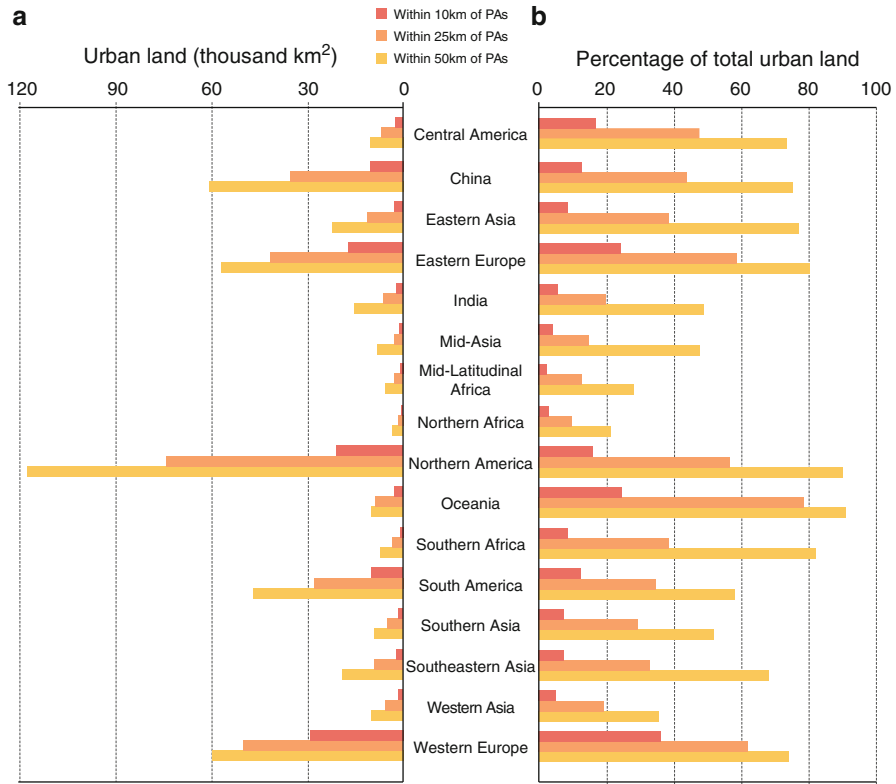 a
Within 10km of PAs
Within 25km of PAs
Within 50km of PAs
b
Urban land (thousand km²)
Percentage of total urban land
120 90 60 30 0
0 20 40 60 80 100
Central America
China
Eastern Asia
Eastern Europe
India
Mid-Asia
Mid-Latitudinal
Africa
Northern Africa
Northern America
Oceania
Southern Africa
South America
Southern Asia
Southeastern Asia
Western Asia
Western Europe